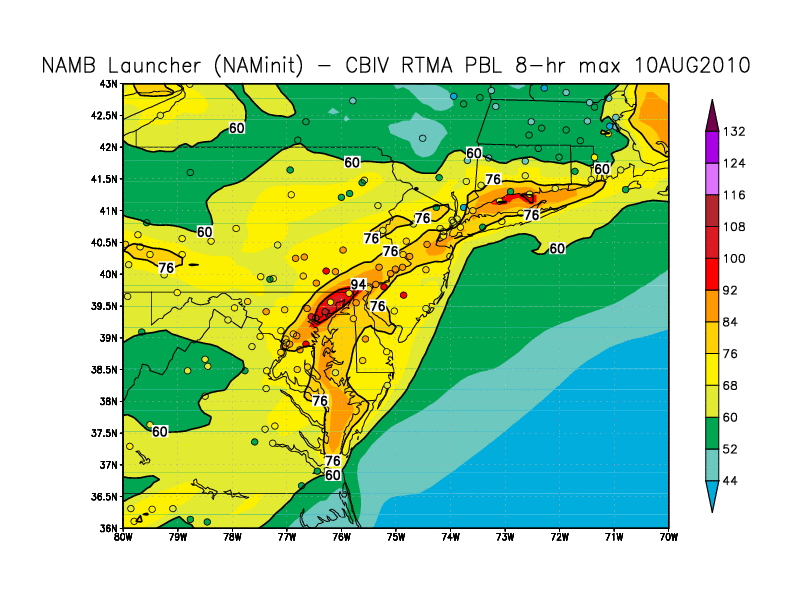 NAMB Launcher (NAMinit) – CBIV RTMA PBL 8-hr max 10AUG2010
43N
42.5N
42N
41.5N
41N
40.5N
40N
39.5N
39N
38.5N
38N
37.5N
37N
36.5N
36N
80W 79W 78W 77W 76W 75W 74W 73W 72W 71W 70W
60
60
60
60
76
76
76
60
76
76
60
76
94
76
76
60
76
60
132
124
116
108
100
92
84
76
68
60
52
44